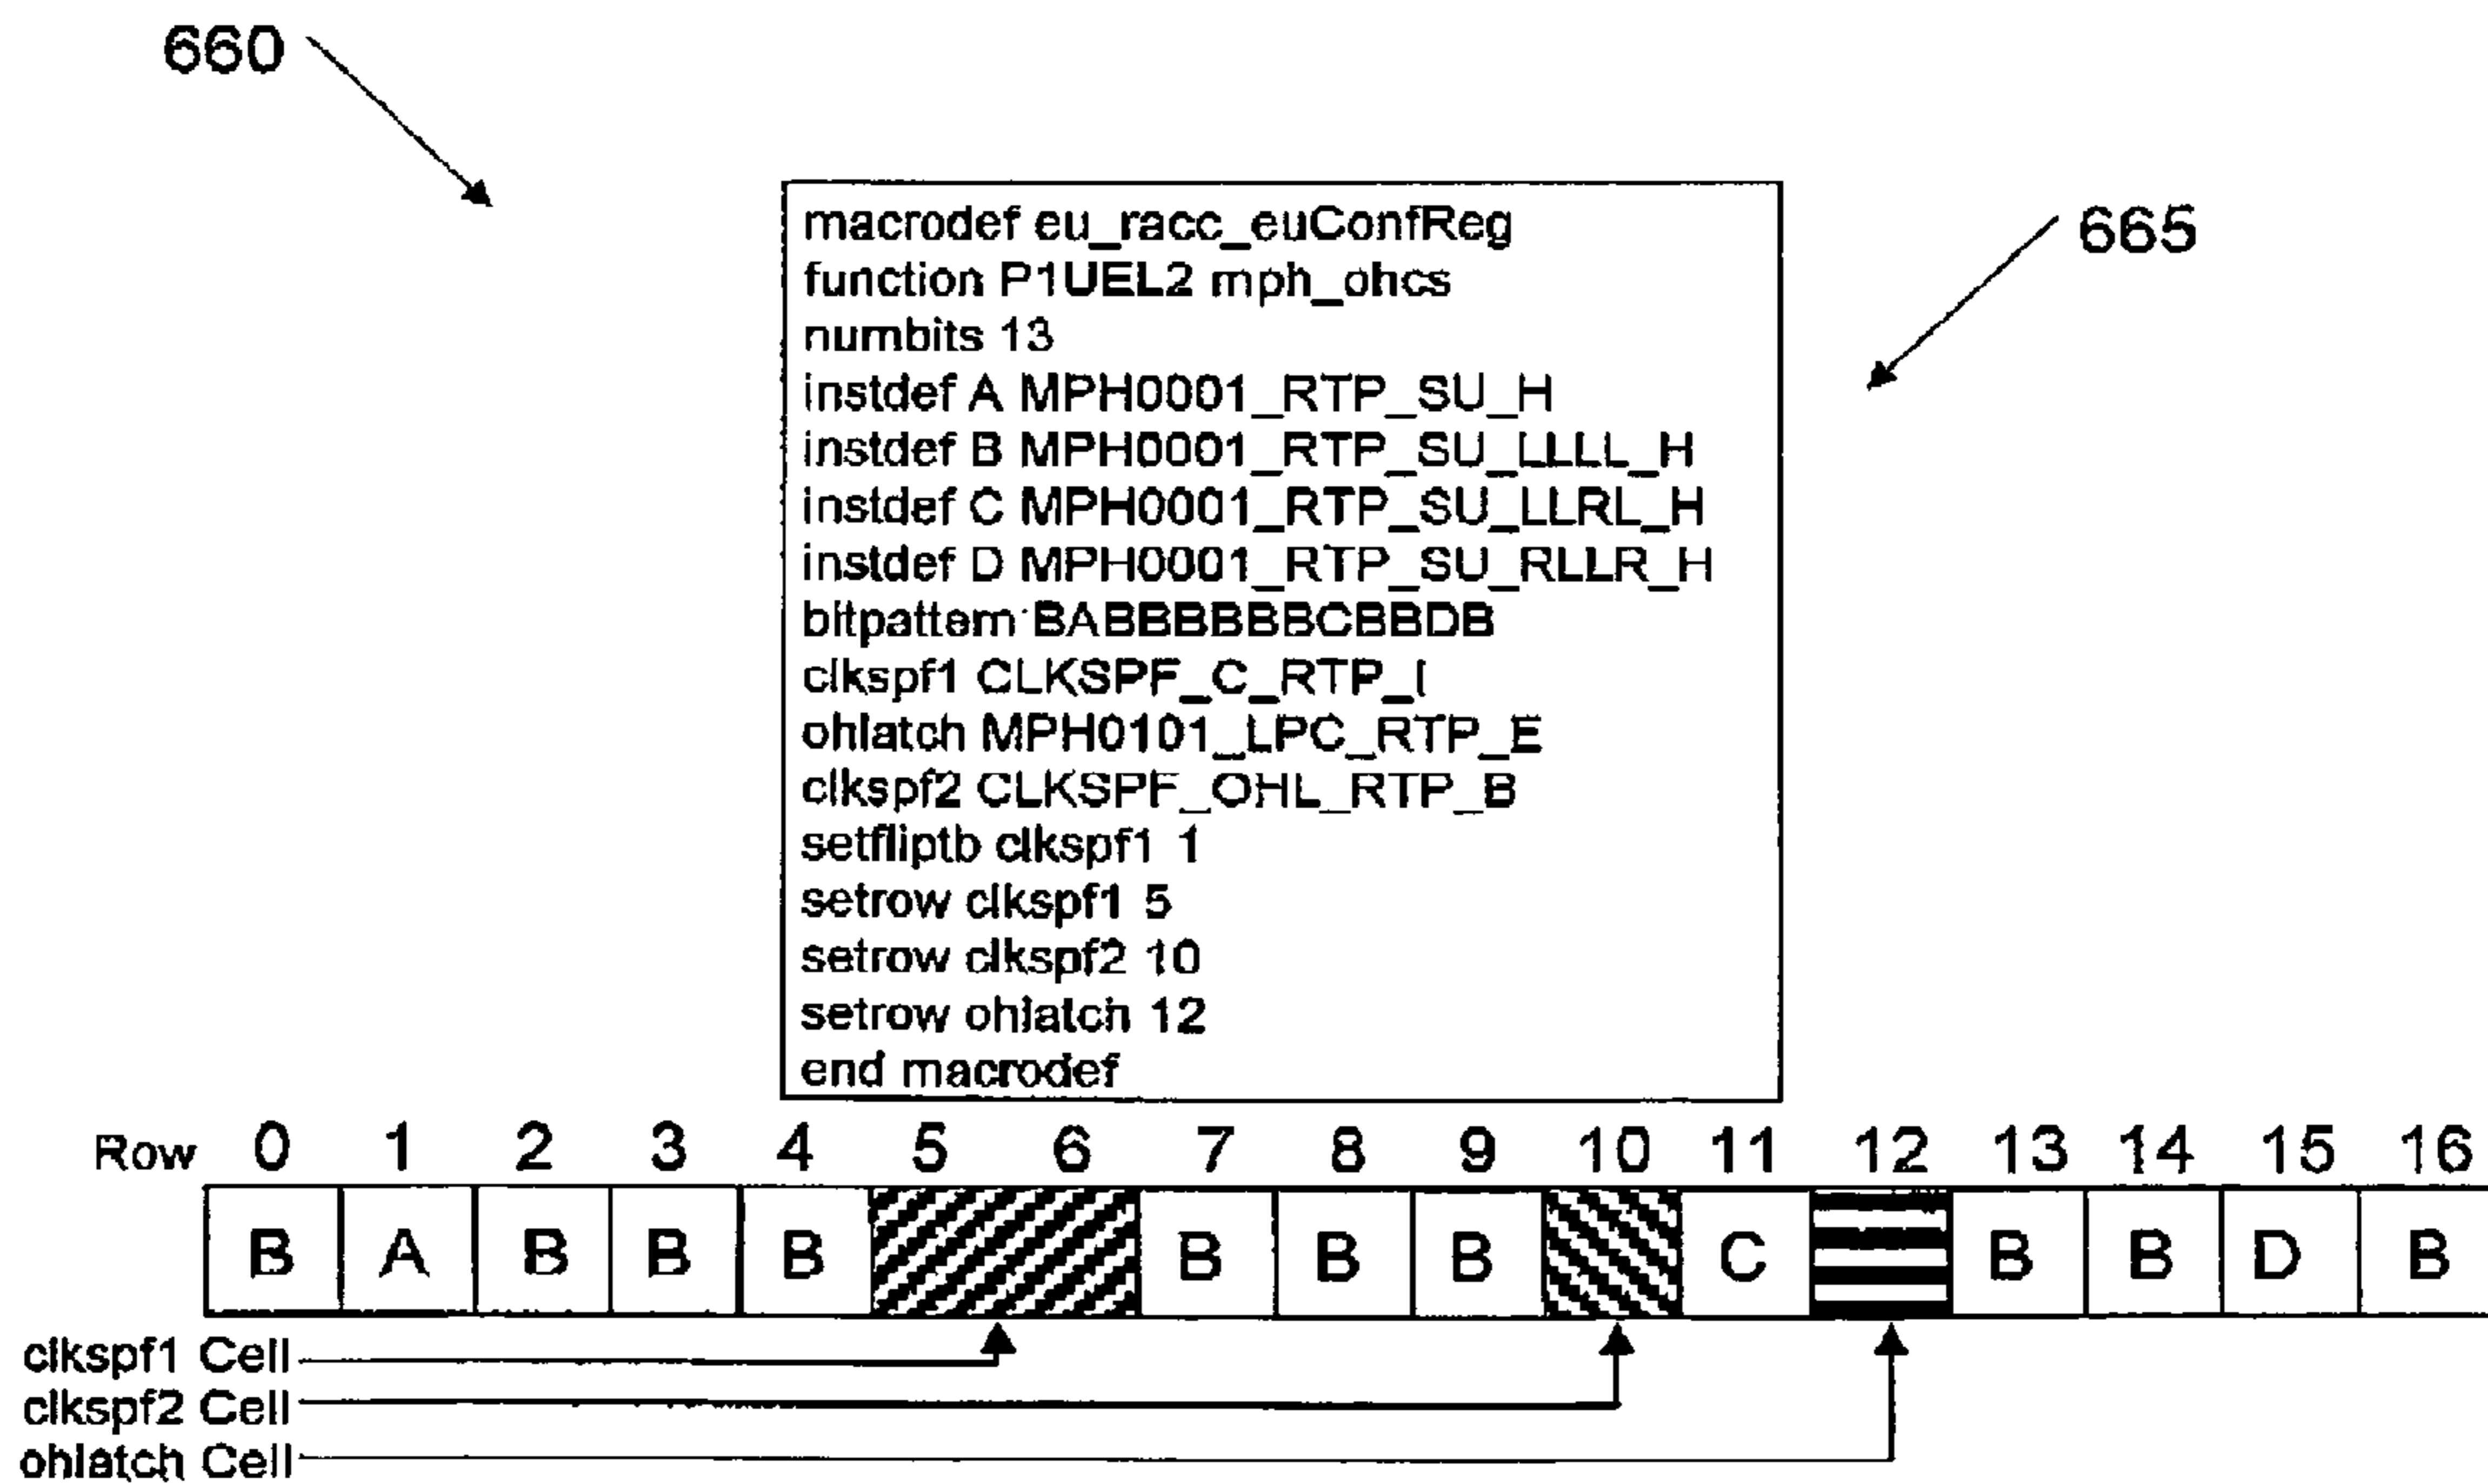 660
665
macrodef eu_racc_euConfReg
function P1UEL2 mph_ohcs
numbits 13
instdef A MPH0001_RTP_SU_H
instdef B MPH0001_RTP_SU_LLLL_H
instdef C MPH0001_RTP_SU_LLRL_H
instdef D MPH0001_RTP_SU_RLLR_H
bitpattern BABBBBBBCBBDB
clkspf1 CLKSPF_C_RTP_I
ohlatch MPH0101_LPC_RTP_E
clkspf2 CLKSPF_OHL_RTP_B
setfliptb clkspf1 1
setrow clkspf1 5
setrow clkspf2 10
setrow ohlatch 12
end macrodef
Row 0 1 2 3 4 5 6 7 8 9 10 11 12 13 14 15 16
B A B B B B B B C B B D B
clkspf1 Cell
clkspf2 Cell
ohlatch Cell